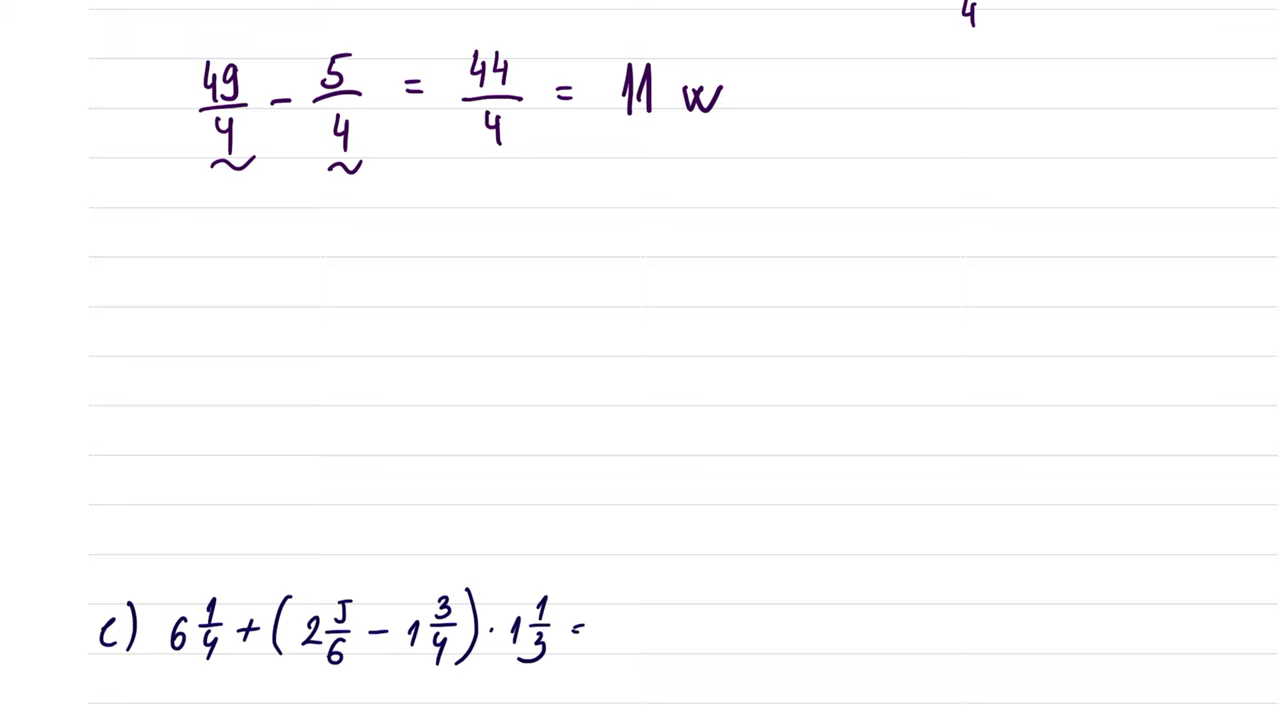 4
49/4 - 5/4 = 44/4 = 11 w
c) 6 1/4 + ( 2 5/6 - 1 3/4 ) · 1 1/3 =